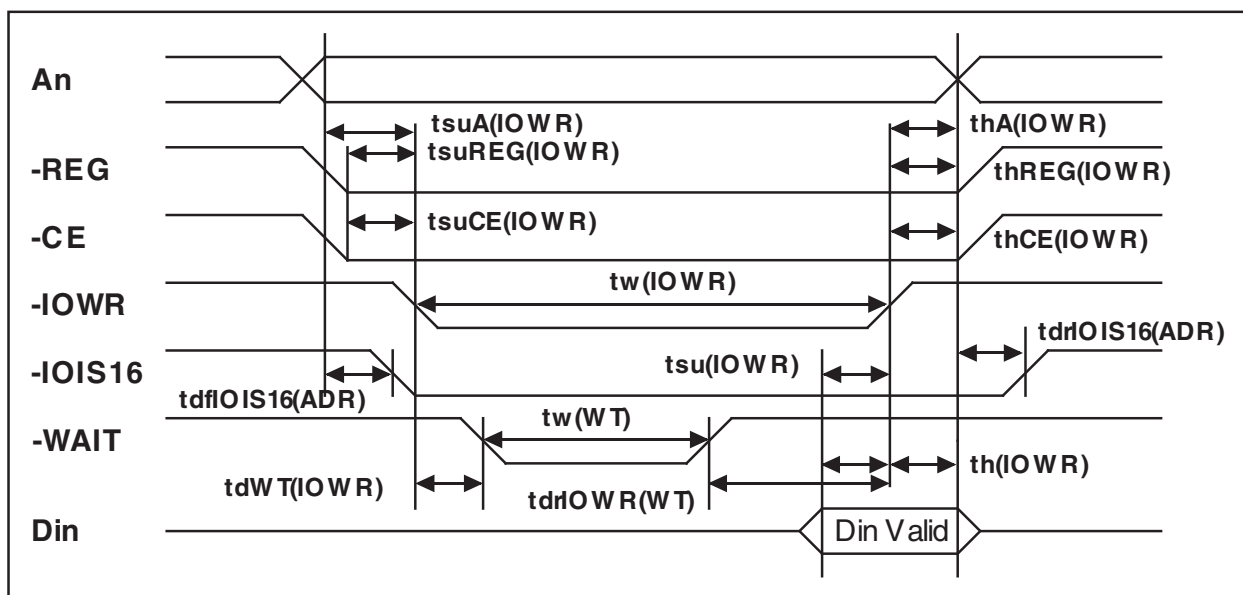 An
tsuA(IOWR)
thA(IOWR)
tsuREG(IOWR)
-REG
thREG(IOWR)
tsuCE(IOWR)
-CE
thCE(IOWR)
tw(IOWR)
-IOWR
tdrIOIS16(ADR)
tsu(IOWR)
-IOIS16
tdfIOIS16(ADR)
tw(WT)
-WAIT
th(IOWR)
tdWT(IOWR)
tdrIOWR(WT)
Din
Din Valid